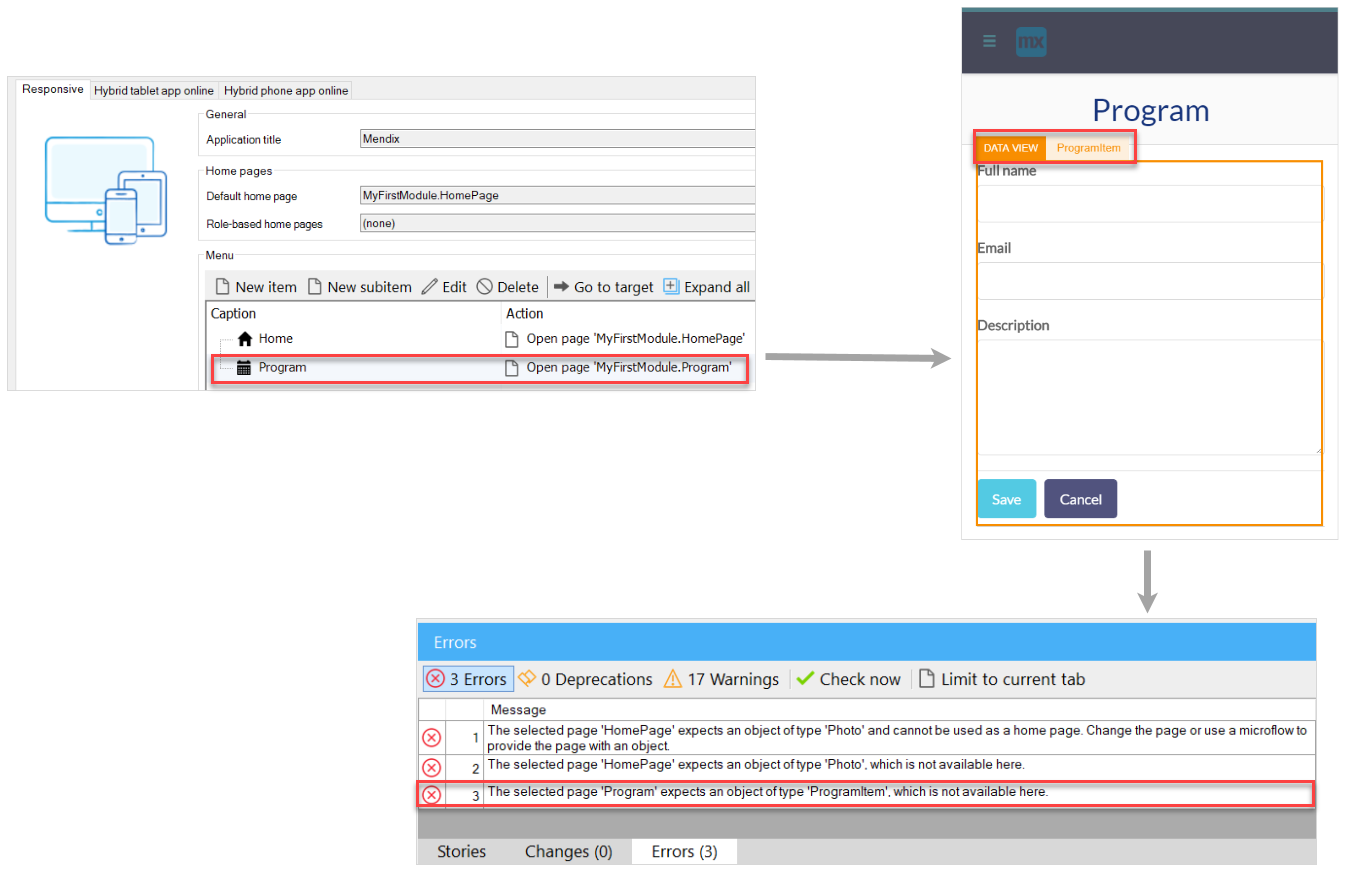 Responsive
Hybrid tablet app online
Hybrid phone app online
General
Application title
Mendix
Home pages
Default home page
MyFirstModule.HomePage
Role-based home pages
(none)
Menu
New item
New subitem
Edit
Delete
Go to target
Expand all
Caption
Action
Home
Open page 'MyFirstModule.HomePage'
Program
Open page 'MyFirstModule.Program'
mx
Program
DATA VIEW
ProgramItem
Full name
Email
Description
Save
Cancel
Errors
3 Errors
0 Deprecations
17 Warnings
Check now
Limit to current tab
Message
1
The selected page 'HomePage' expects an object of type 'Photo' and cannot be used as a home page. Change the page or use a microflow to
provide the page with an object.
2
The selected page 'HomePage' expects an object of type 'Photo', which is not available here.
3
The selected page 'Program' expects an object of type 'ProgramItem', which is not available here.
Stories
Changes (0)
Errors (3)